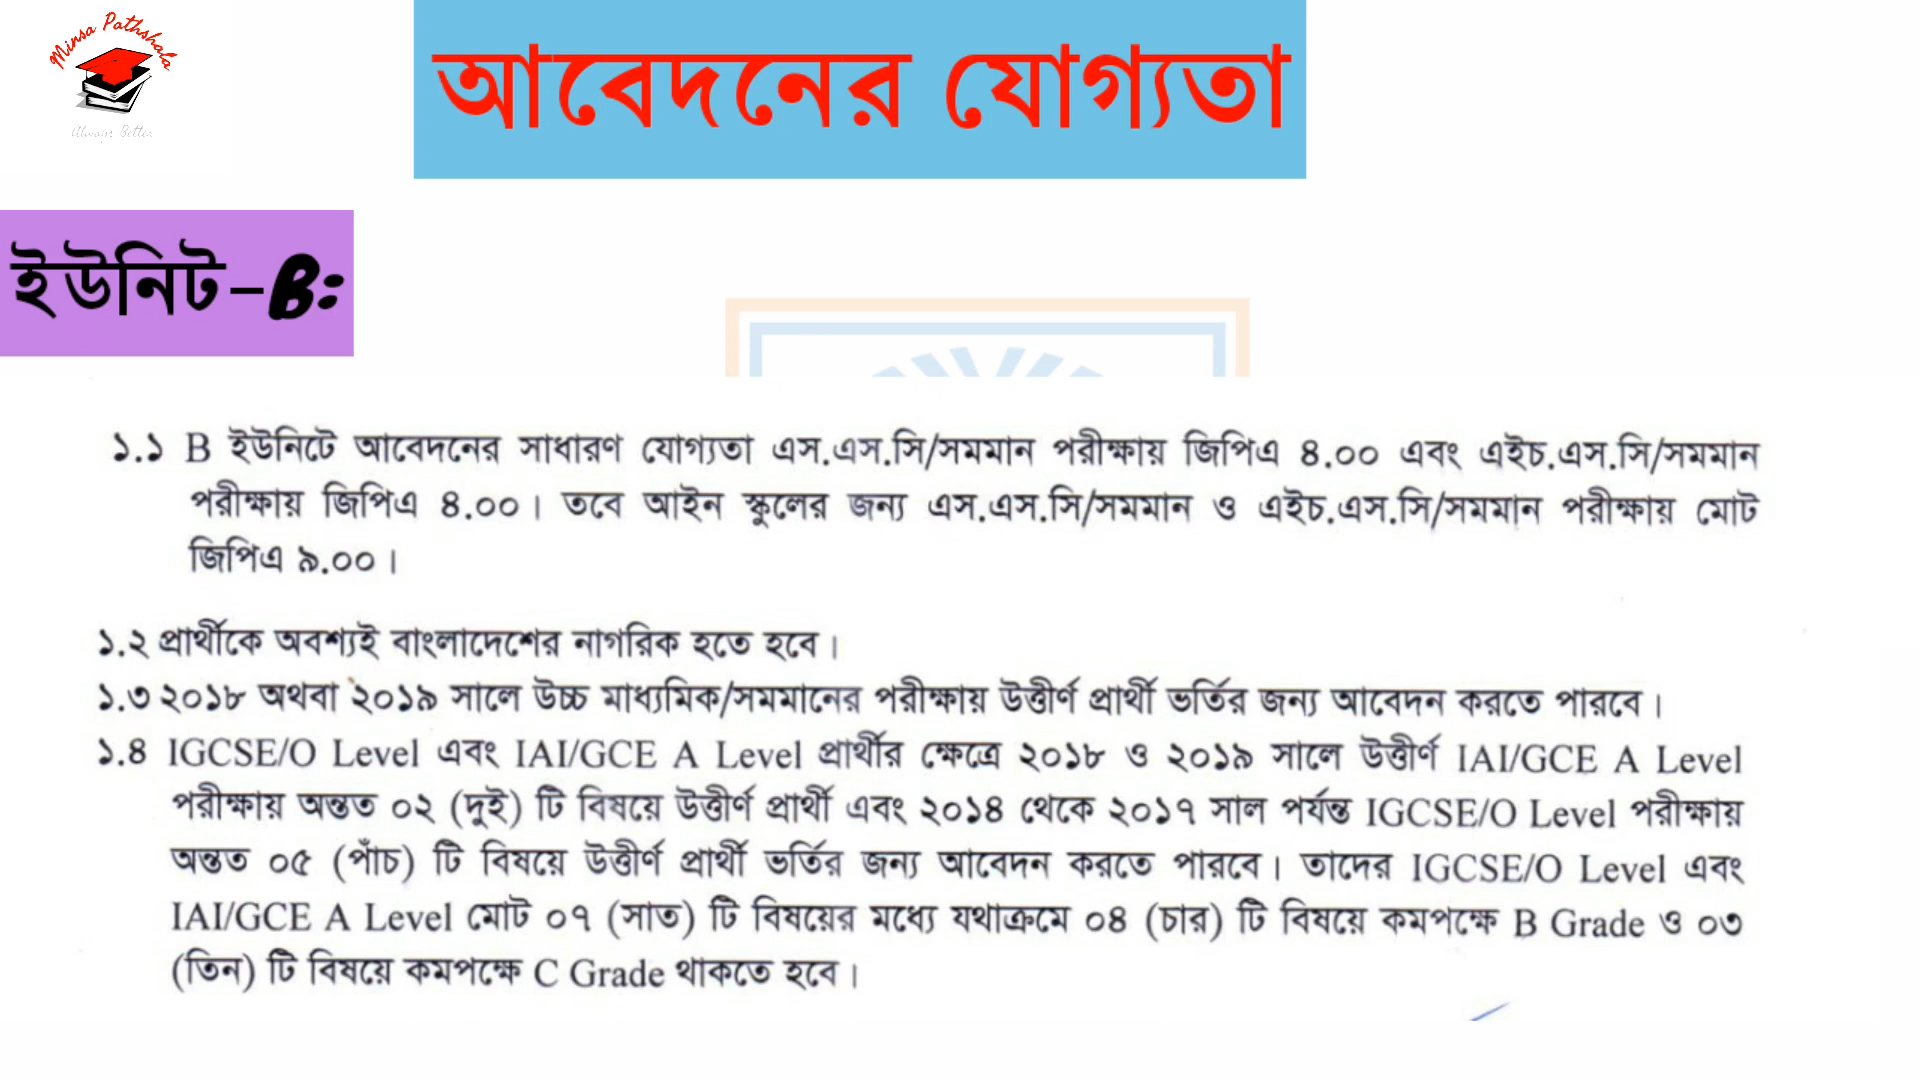 Minsa Pathshala
Always Better
আবেদনের যোগ্যতা
ইউনিট-B:
১.১ B ইউনিটে আবেদনের সাধারণ যোগ্যতা এস.এস.সি/সমমান পরীক্ষায় জিপিএ ৪.০০ এবং এইচ.এস.সি/সমমান
পরীক্ষায় জিপিএ ৪.০০। তবে আইন স্কুলের জন্য এস.এস.সি/সমমান ও এইচ.এস.সি/সমমান পরীক্ষায় মোট
জিপিএ ৯.০০।
১.২ প্রার্থীকে অবশ্যই বাংলাদেশের নাগরিক হতে হবে।
১.৩ ২০১৮ অথবা ২০১৯ সালে উচ্চ মাধ্যমিক/সমমানের পরীক্ষায় উত্তীর্ণ প্রার্থী ভর্তির জন্য আবেদন করতে পারবে।
১.৪ IGCSE/O Level এবং IAI/GCE A Level প্রার্থীর ক্ষেত্রে ২০১৮ ও ২০১৯ সালে উত্তীর্ণ IAI/GCE A Level
পরীক্ষায় অন্তত ০২ (দুই) টি বিষয়ে উত্তীর্ণ প্রার্থী এবং ২০১৪ থেকে ২০১৭ সাল পর্যন্ত IGCSE/O Level পরীক্ষায়
অন্তত ০৫ (পাঁচ) টি বিষয়ে উত্তীর্ণ প্রার্থী ভর্তির জন্য আবেদন করতে পারবে। তাদের IGCSE/O Level এবং
IAI/GCE A Level মোট ০৭ (সাত) টি বিষয়ের মধ্যে যথাক্রমে ০৪ (চার) টি বিষয়ে কমপক্ষে B Grade ও ০৩
(তিন) টি বিষয়ে কমপক্ষে C Grade থাকতে হবে।